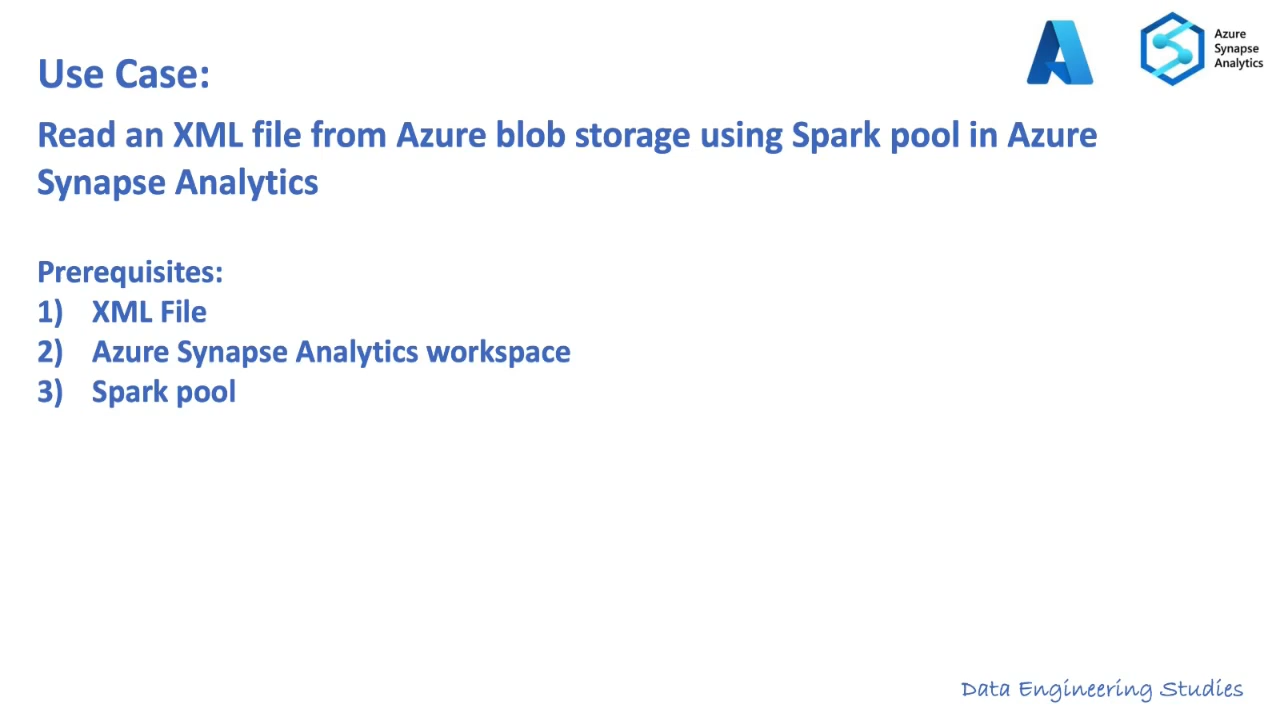 Azure
Synapse
Analytics
Use Case:
Read an XML file from Azure blob storage using Spark pool in Azure
Synapse Analytics
Prerequisites:
1) XML File
2) Azure Synapse Analytics workspace
3) Spark pool
Data Engineering Studies